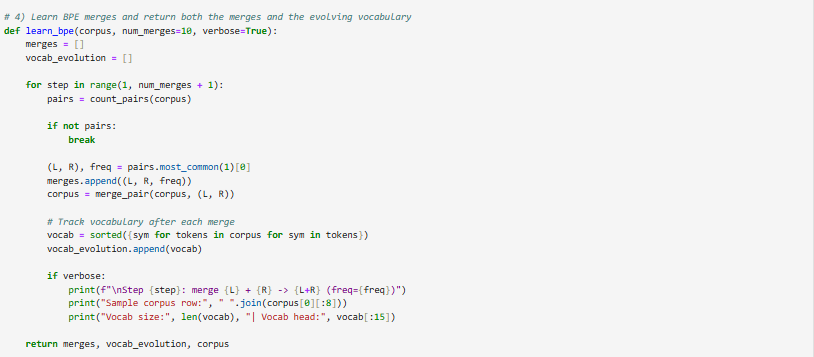 # 4) Learn BPE merges and return both the merges and the evolving vocabulary
def learn_bpe(corpus, num_merges=10, verbose=True):
    merges = []
    vocab_evolution = []

    for step in range(1, num_merges + 1):
        pairs = count_pairs(corpus)

        if not pairs:
            break

        (L, R), freq = pairs.most_common(1)[0]
        merges.append((L, R, freq))
        corpus = merge_pair(corpus, (L, R))

        # Track vocabulary after each merge
        vocab = sorted({sym for tokens in corpus for sym in tokens})
        vocab_evolution.append(vocab)

        if verbose:
            print(f"\nStep {step}: merge {L} + {R} -> {L+R} (freq={freq})")
            print("Sample corpus row:", " ".join(corpus[0][:8]))
            print("Vocab size:", len(vocab), "| Vocab head:", vocab[:15])

    return merges, vocab_evolution, corpus